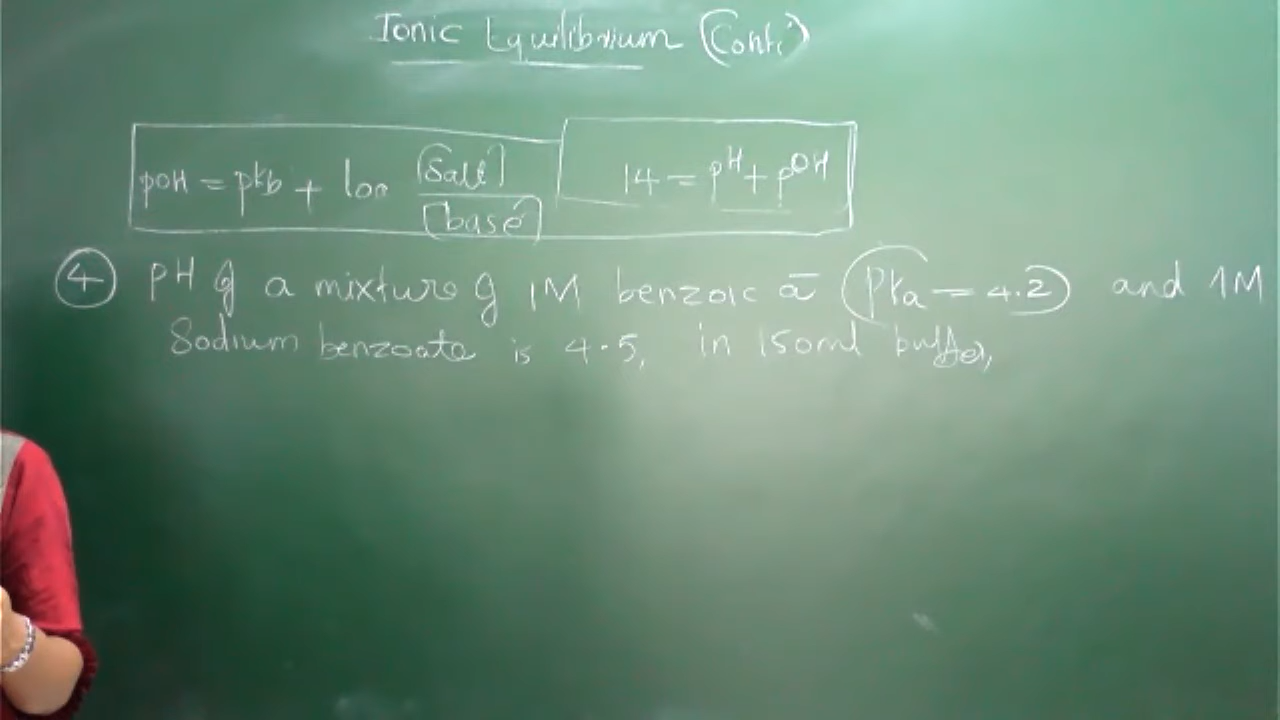 Ionic Equilibrium (Conti)
pOH = pkb + log [Salt] / [base] 14 = pH + pOH
④ pH of a mixture of 1M benzoic ā (pka = 4.2) and 1M
Sodium benzoate is 4.5, in 150ml buffer,